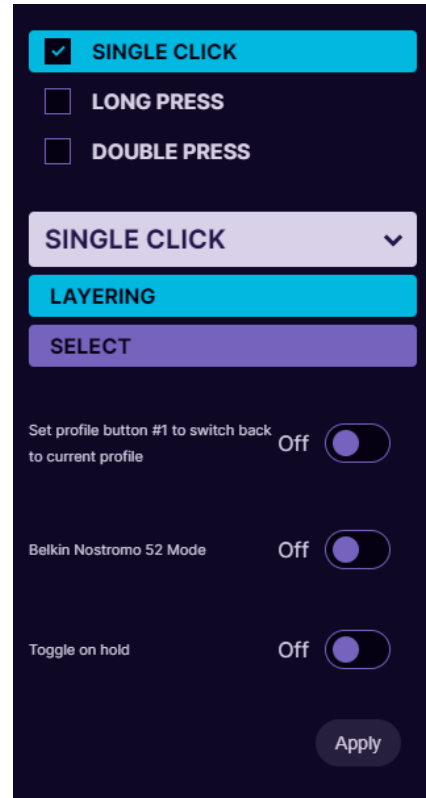 SINGLE CLICK
LONG PRESS
DOUBLE PRESS
SINGLE CLICK
LAYERING
SELECT
Set profile button #1 to switch back
to current profile
Off
Belkin Nostromo 52 Mode
Off
Toggle on hold
Off
Apply